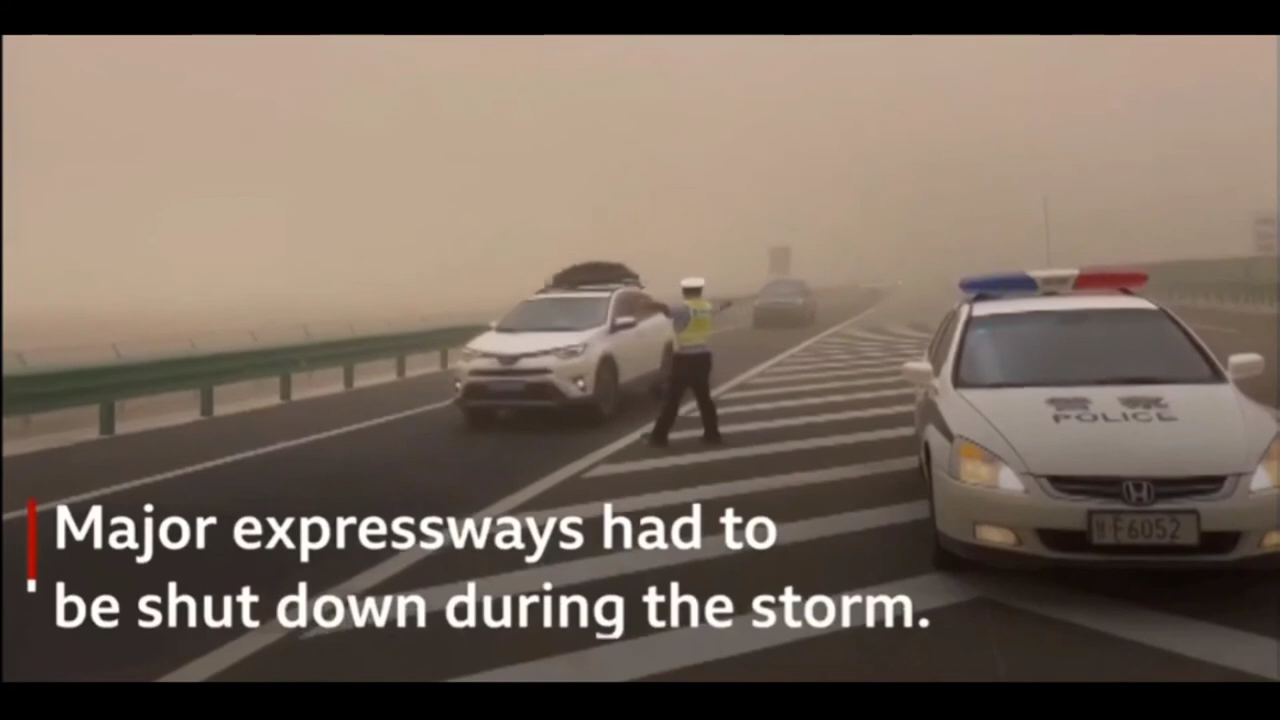 POLICE
F6052
Major expressways had to
be shut down during the storm.